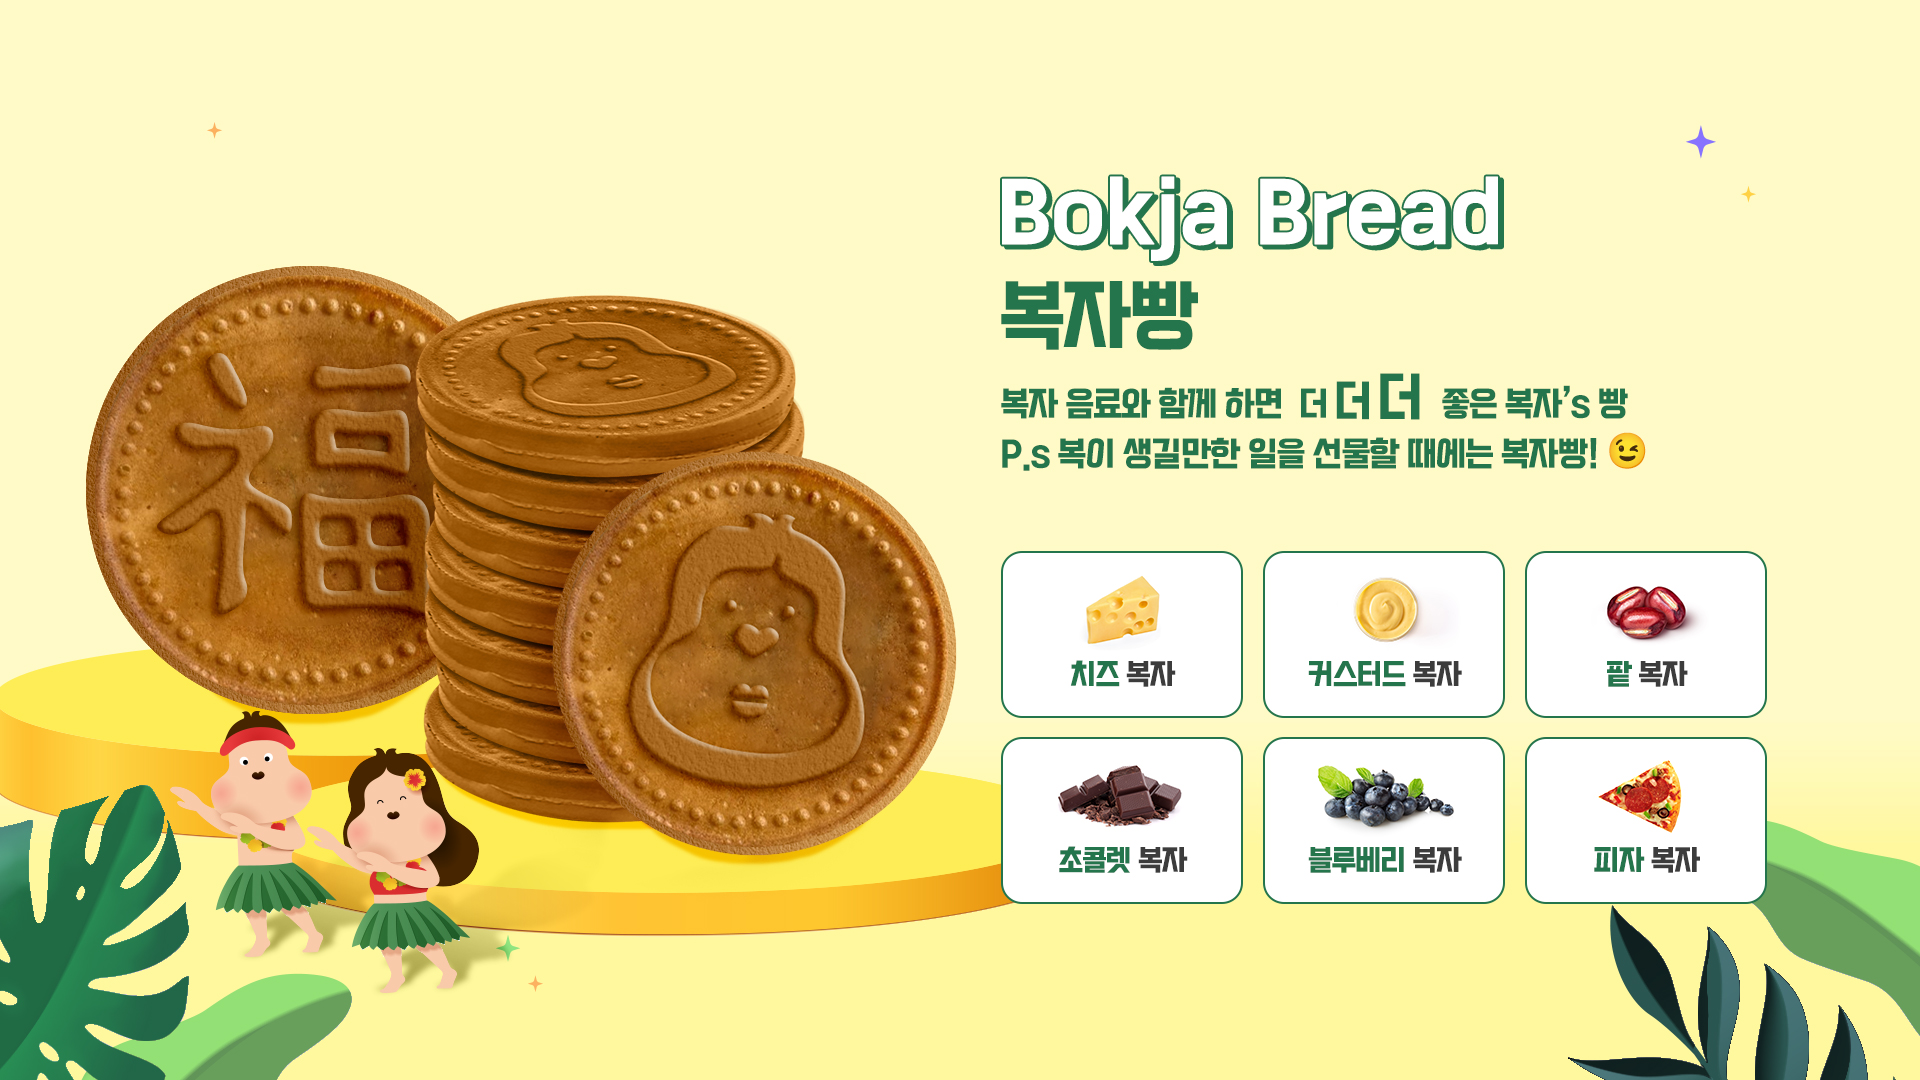 福
Bokja Bread
복자빵
복자 음료와 함께 하면 더 더 더 좋은 복자's 빵
P.s 복이 생길만한 일을 선물할 때에는 복자빵! 😉
치즈 복자
커스터드 복자
팥 복자
초콜렛 복자
블루베리 복자
피자 복자